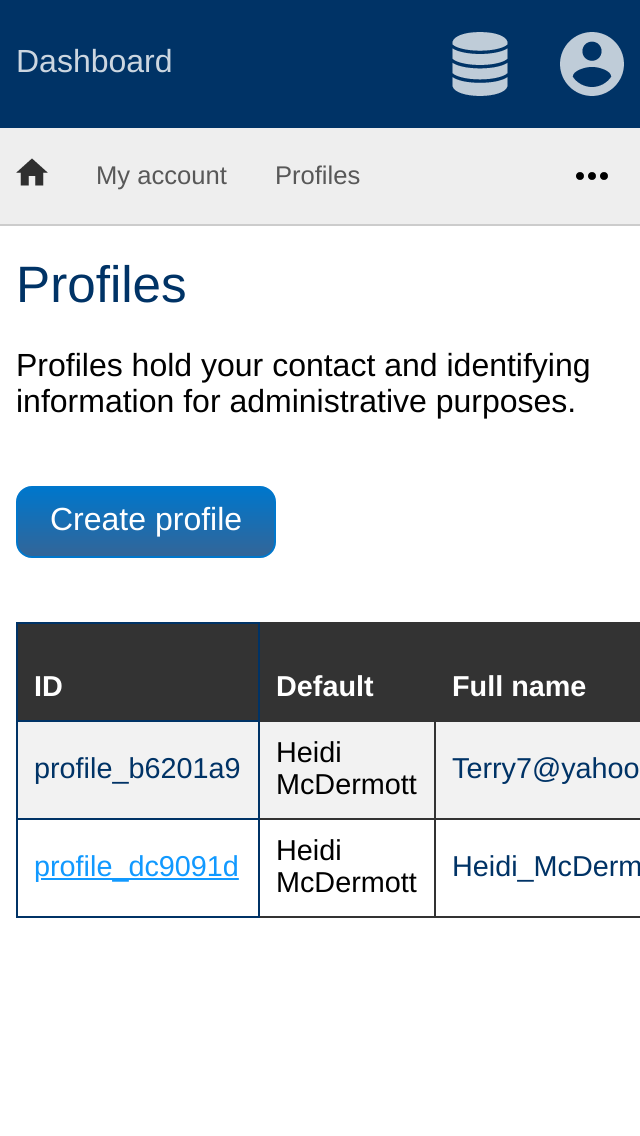 Dashboard
My account Profiles
Profiles
Profiles hold your contact and identifying
information for administrative purposes.
Create profile
ID Default Full name
profile_b6201a9 Heidi McDermott Terry7@yahoo
profile_dc9091d Heidi McDermott Heidi_McDerm